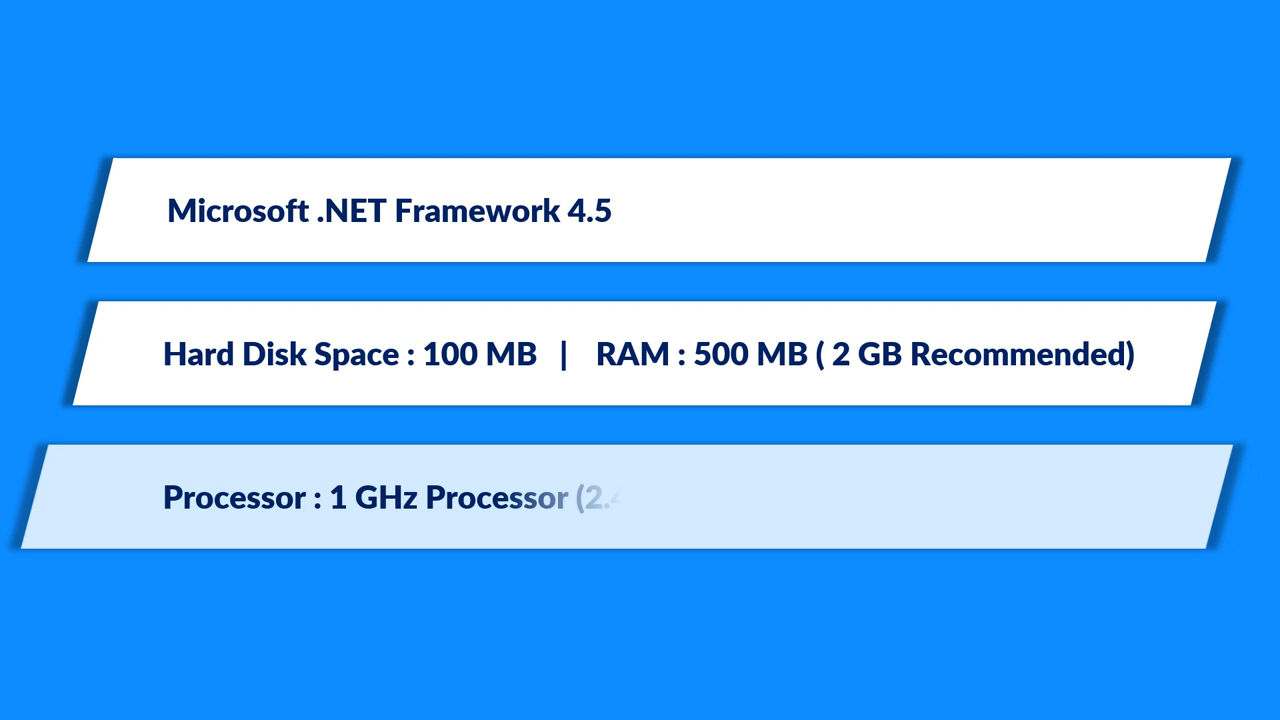 Microsoft .NET Framework 4.5
Hard Disk Space : 100 MB | RAM : 500 MB ( 2 GB Recommended)
Processor : 1 GHz Processor